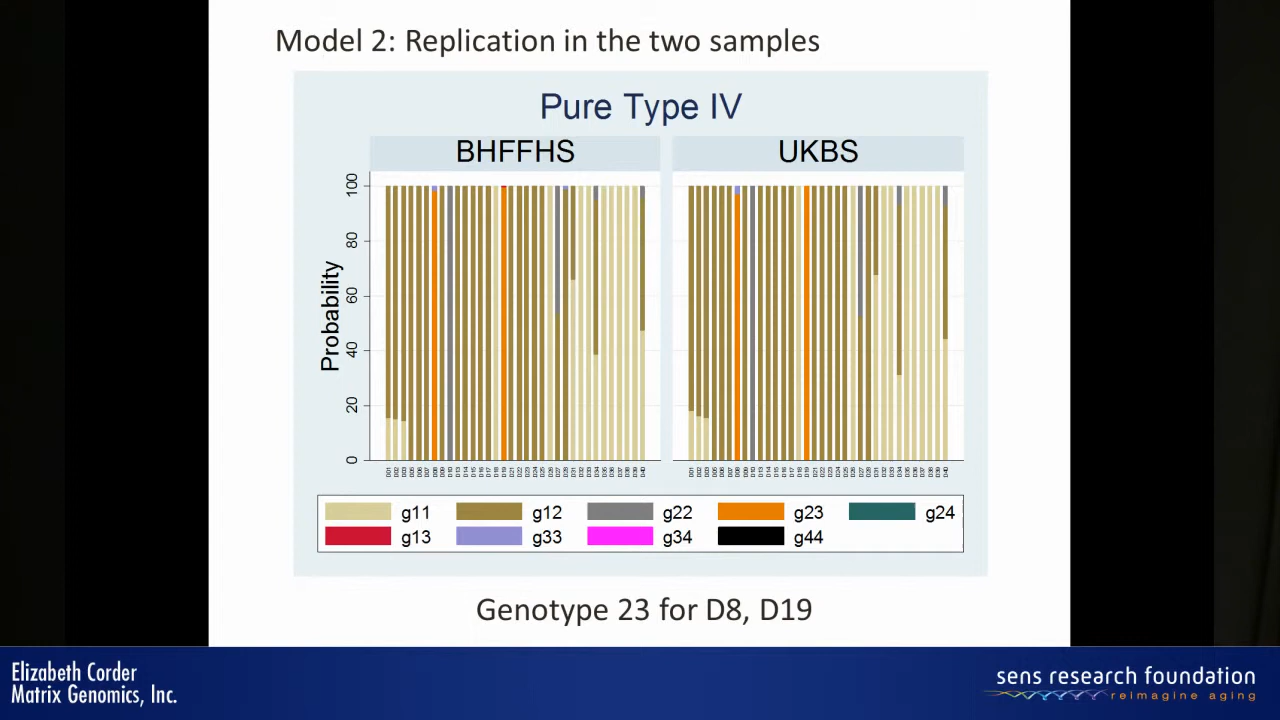 Model 2: Replication in the two samples
Pure Type IV
BHFFHS
UKBS
Probability
100
80
60
40
20
0
g11
g12
g22
g23
g24
g13
g33
g34
g44
Genotype 23 for D8, D19
Elizabeth Corder
Matrix Genomics, Inc.
sens research foundation
reimagine aging